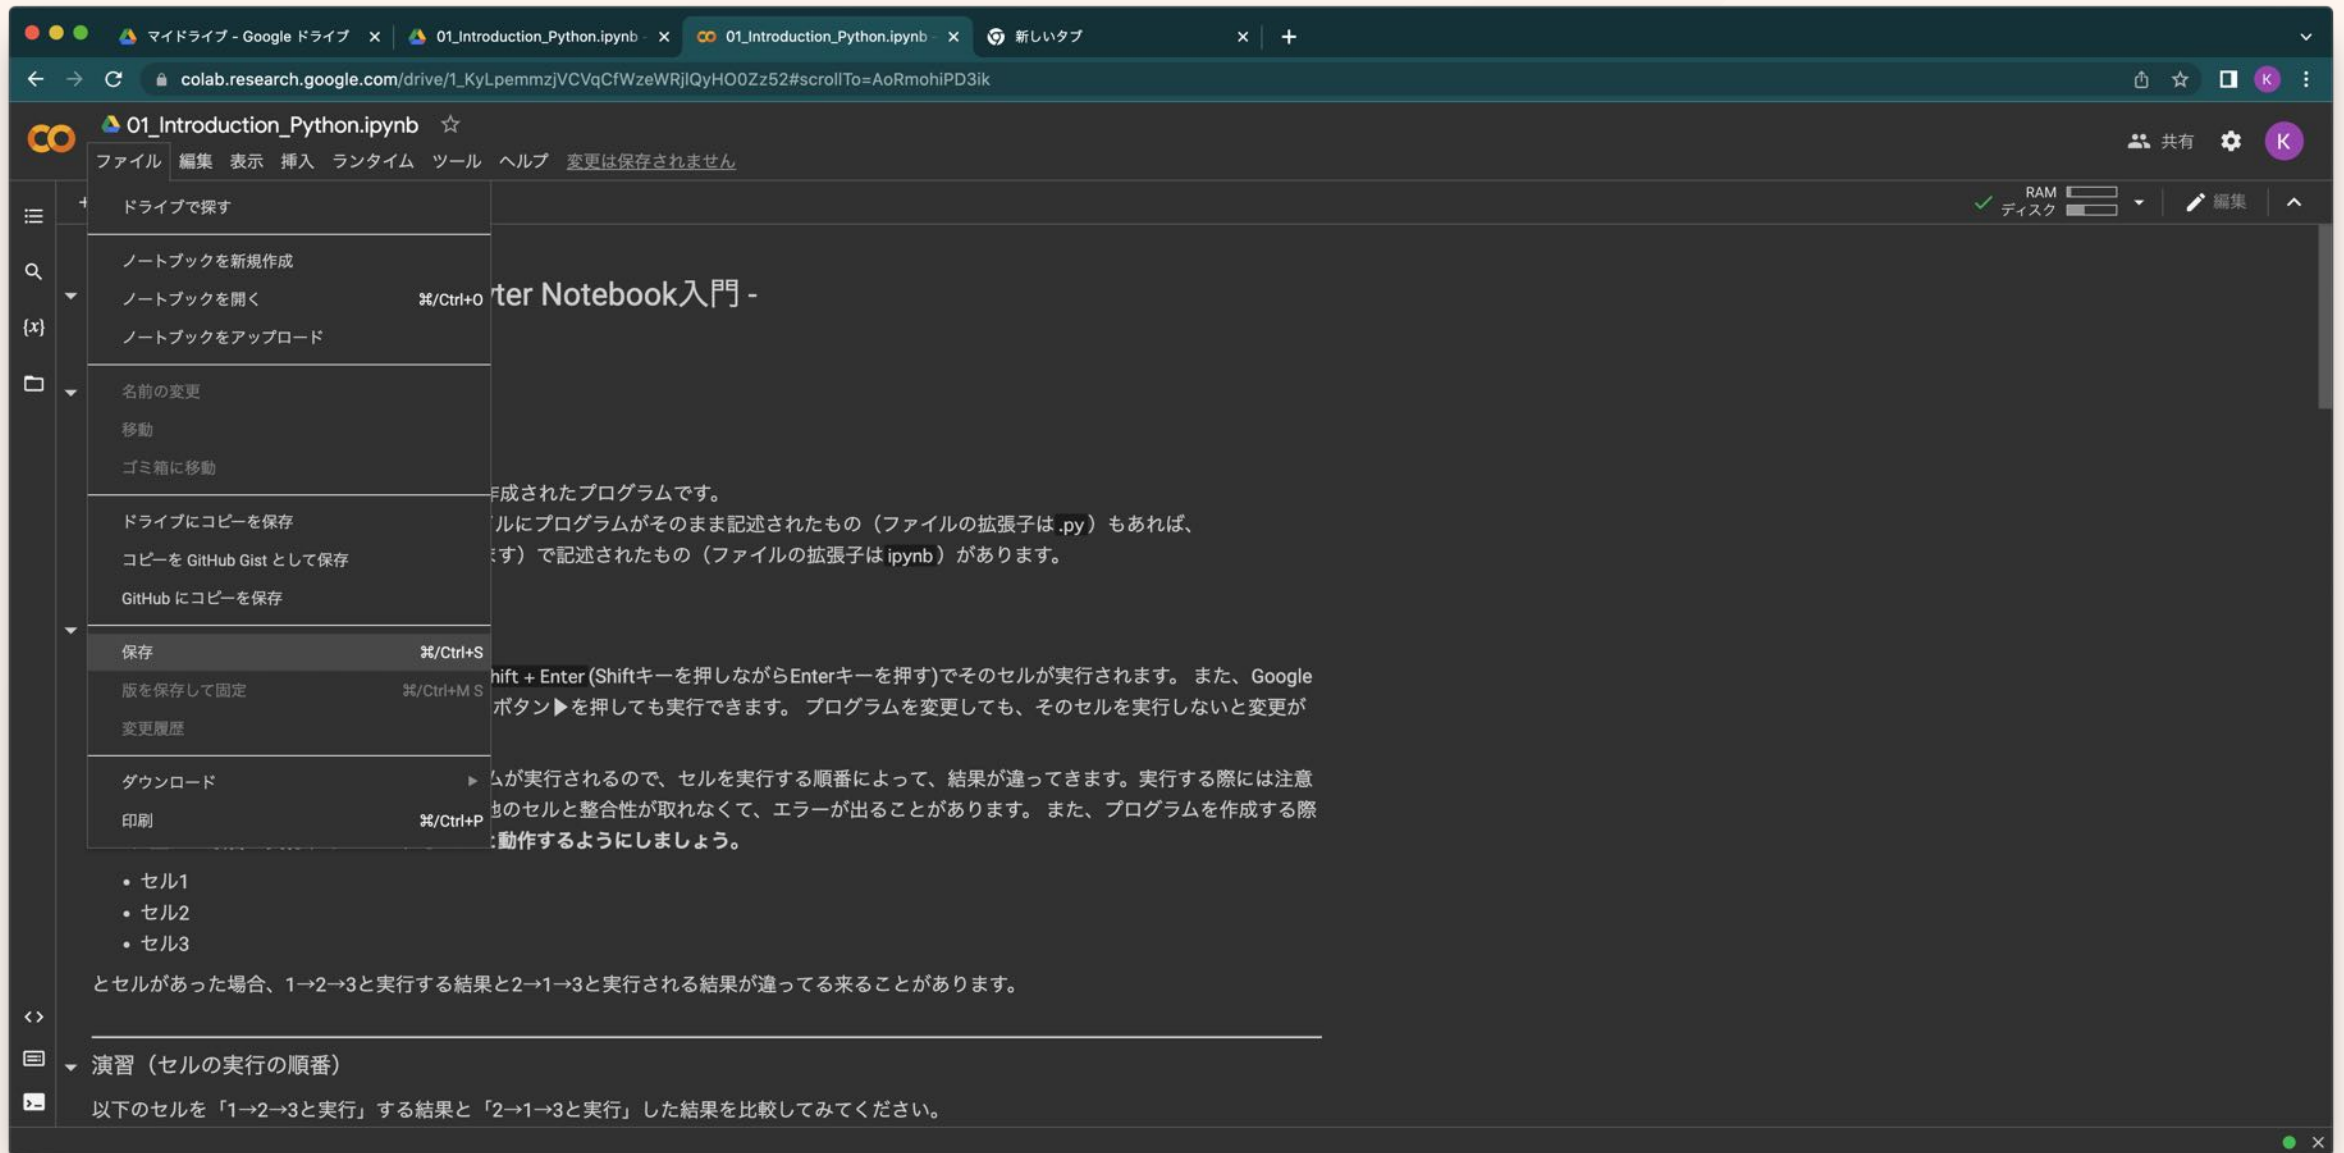 マイドライブ - Google ドライブ
01_Introduction_Python.ipynb -
01_Introduction_Python.ipynb -
新しいタブ
colab.research.google.com/drive/1_KyLpemmzjVCVqCfWzeWRjlQyHO0Zz52#scrollTo=AoRmohiPD3ik
K
01_Introduction_Python.ipynb
ファイル 編集 表示 挿入 ランタイム ツール ヘルプ 変更は保存されません
共有
K
RAM
ディスク
編集
ドライブで探す
ノートブックを新規作成
ノートブックを開く ⌘/Ctrl+O
ノートブックをアップロード
名前の変更
移動
ゴミ箱に移動
ドライブにコピーを保存
コピーを GitHub Gist として保存
GitHub にコピーを保存
保存 ⌘/Ctrl+S
版を保存して固定 ⌘/Ctrl+M S
変更履歴
ダウンロード
印刷 ⌘/Ctrl+P
{x}
yter Notebook入門 -
作成されたプログラムです。
イルにプログラムがそのまま記述されたもの（ファイルの拡張子は.py）もあれば、
ます）で記述されたもの（ファイルの拡張子はipynb）があります。
hift + Enter(Shiftキーを押しながらEnterキーを押す)でそのセルが実行されます。 また、Google
ボタン▶を押しても実行できます。 プログラムを変更しても、そのセルを実行しないと変更が
ムが実行されるので、セルを実行する順番によって、結果が違ってきます。実行する際には注意
他のセルと整合性が取れなくて、エラーが出ることがあります。 また、プログラムを作成する際
と動作するようにしましょう。
• セル1
• セル2
• セル3
とセルがあった場合、1→2→3と実行する結果と2→1→3と実行される結果が違ってる来ることがあります。
演習（セルの実行の順番）
以下のセルを「1→2→3と実行」する結果と「2→1→3と実行」した結果を比較してみてください。